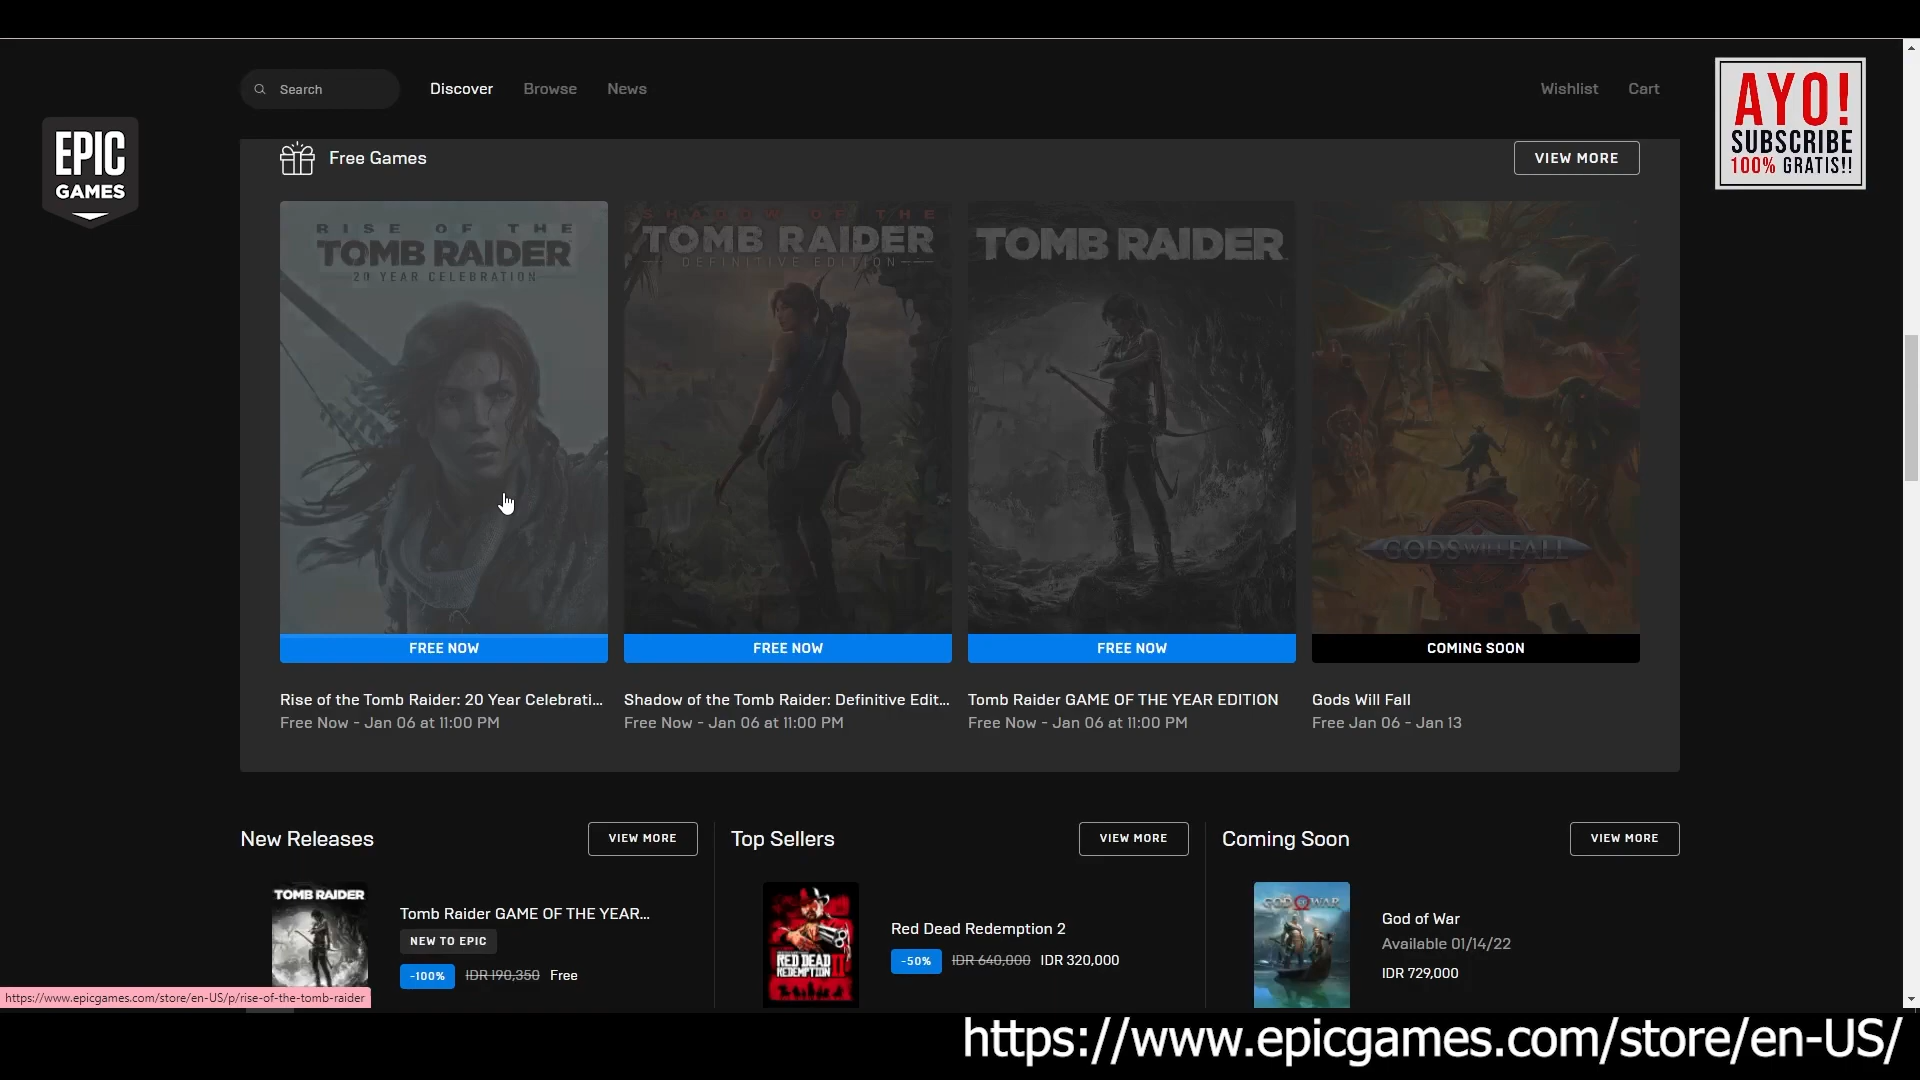 Search
Discover
Browse
News
Wishlist
Cart
AYO!
SUBSCRIBE
100% GRATIS!!
EPIC
GAMES
Free Games
VIEW MORE
RISE OF THE
TOMB RAIDER
20 YEAR CELEBRATION
SHADOW OF THE
TOMB RAIDER
DEFINITIVE EDITION
TOMB RAIDER
GODS WILL FALL
FREE NOW
FREE NOW
FREE NOW
COMING SOON
Rise of the Tomb Raider: 20 Year Celebrati...
Free Now - Jan 06 at 11:00 PM
Shadow of the Tomb Raider: Definitive Edit...
Free Now - Jan 06 at 11:00 PM
Tomb Raider GAME OF THE YEAR EDITION
Free Now - Jan 06 at 11:00 PM
Gods Will Fall
Free Jan 06 - Jan 13
New Releases
VIEW MORE
TOMB RAIDER
Tomb Raider GAME OF THE YEAR...
NEW TO EPIC
-100% IDR 190,350 Free
Top Sellers
VIEW MORE
RED DEAD
REDEMPTION II
Red Dead Redemption 2
-50% IDR 640,000 IDR 320,000
Coming Soon
VIEW MORE
GOD OF WAR
God of War
Available 01/14/22
IDR 729,000
https://www.epicgames.com/store/en-US/p/rise-of-the-tomb-raider
https://www.epicgames.com/store/en-US/